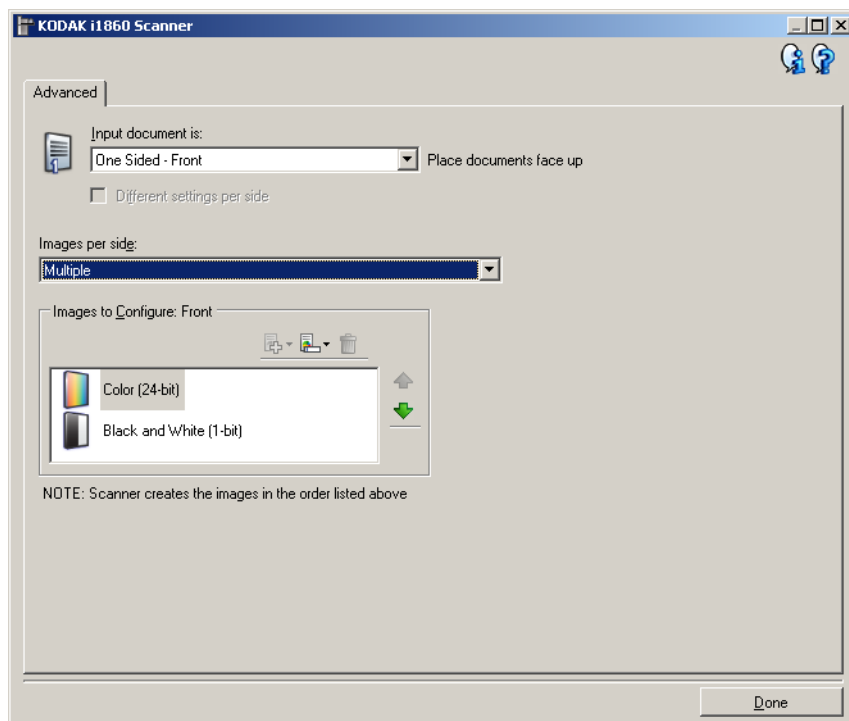 KODAK i1860 Scanner
Advanced
Input document is:
One Sided - Front
Place documents face up
Different settings per side
Images per side:
Multiple
Images to Configure: Front
Color (24-bit)
Black and White (1-bit)
NOTE: Scanner creates the images in the order listed above
Done